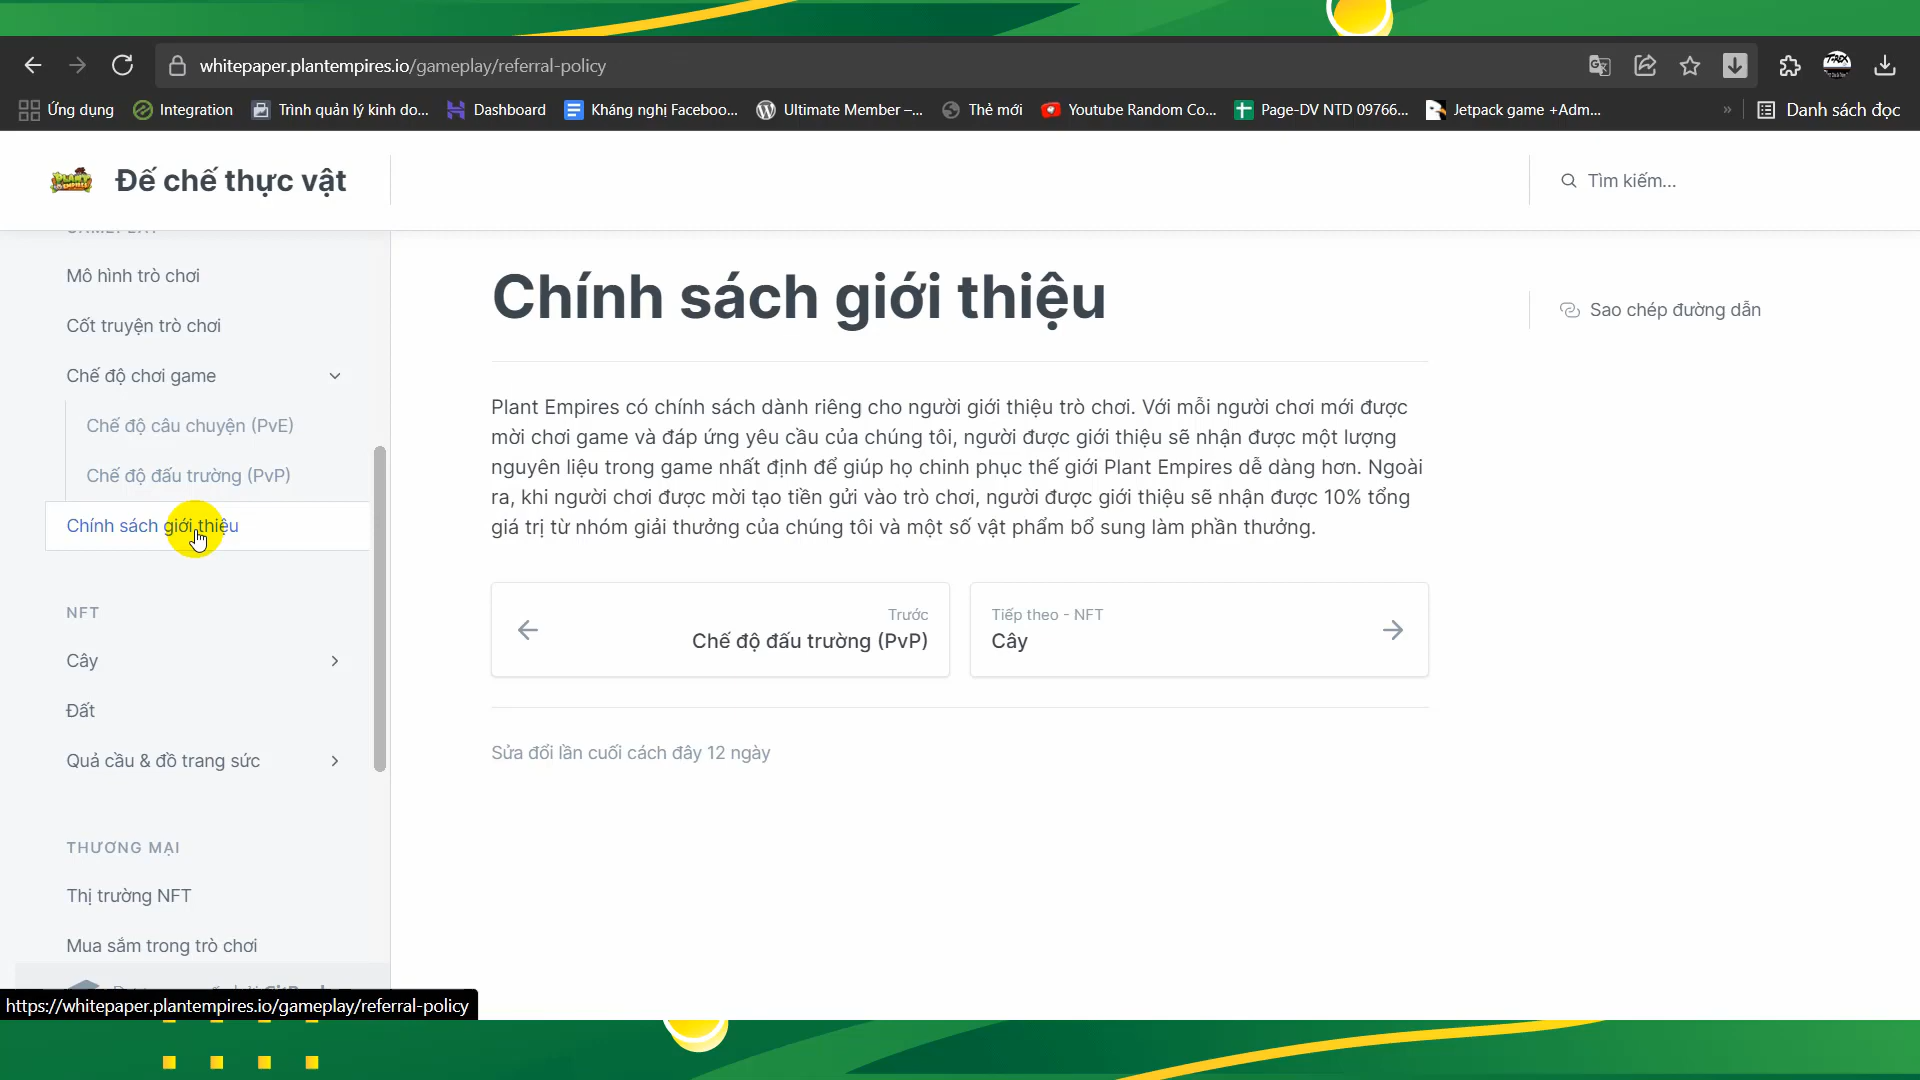 whitepaper.plantempires.io/gameplay/referral-policy
Ứng dụng
Integration
Trình quản lý kinh do...
Dashboard
Kháng nghị Faceboo...
Ultimate Member –...
Thẻ mới
Youtube Random Co...
Page-DV NTD 09766...
Jetpack game +Adm...
»
Danh sách đọc
Đế chế thực vật
Tìm kiếm...
GAMEPLAY
Mô hình trò chơi
Cốt truyện trò chơi
Chế độ chơi game
Chế độ câu chuyện (PvE)
Chế độ đấu trường (PvP)
Chính sách giới thiệu
NFT
Cây
Đất
Quả cầu & đồ trang sức
THƯƠNG MẠI
Thị trường NFT
Mua sắm trong trò chơi
Chính sách giới thiệu
Sao chép đường dẫn
Plant Empires có chính sách dành riêng cho người giới thiệu trò chơi. Với mỗi người chơi mới được
mời chơi game và đáp ứng yêu cầu của chúng tôi, người được giới thiệu sẽ nhận được một lượng
nguyên liệu trong game nhất định để giúp họ chinh phục thế giới Plant Empires dễ dàng hơn. Ngoài
ra, khi người chơi được mời tạo tiền gửi vào trò chơi, người được giới thiệu sẽ nhận được 10% tổng
giá trị từ nhóm giải thưởng của chúng tôi và một số vật phẩm bổ sung làm phần thưởng.
Trước
Chế độ đấu trường (PvP)
Tiếp theo - NFT
Cây
Sửa đổi lần cuối cách đây 12 ngày
https://whitepaper.plantempires.io/gameplay/referral-policy